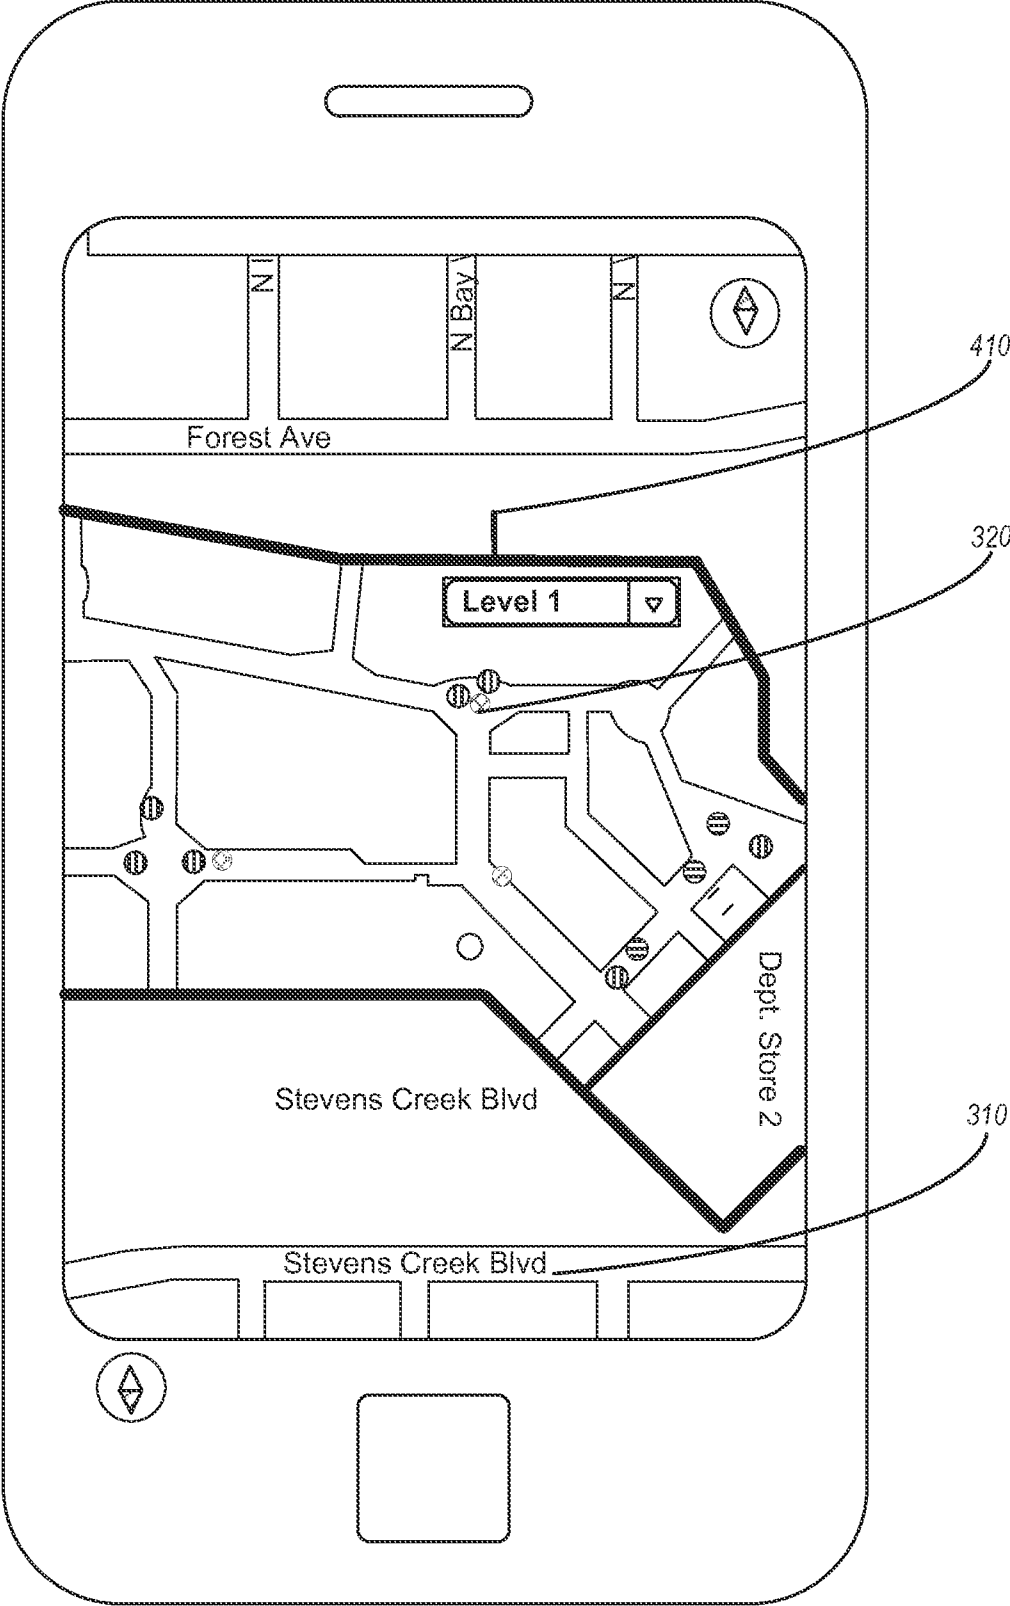 N
N Bay
N
410
Forest Ave
320
Level 1
Dept. Store 2
Stevens Creek Blvd
310
Stevens Creek Blvd